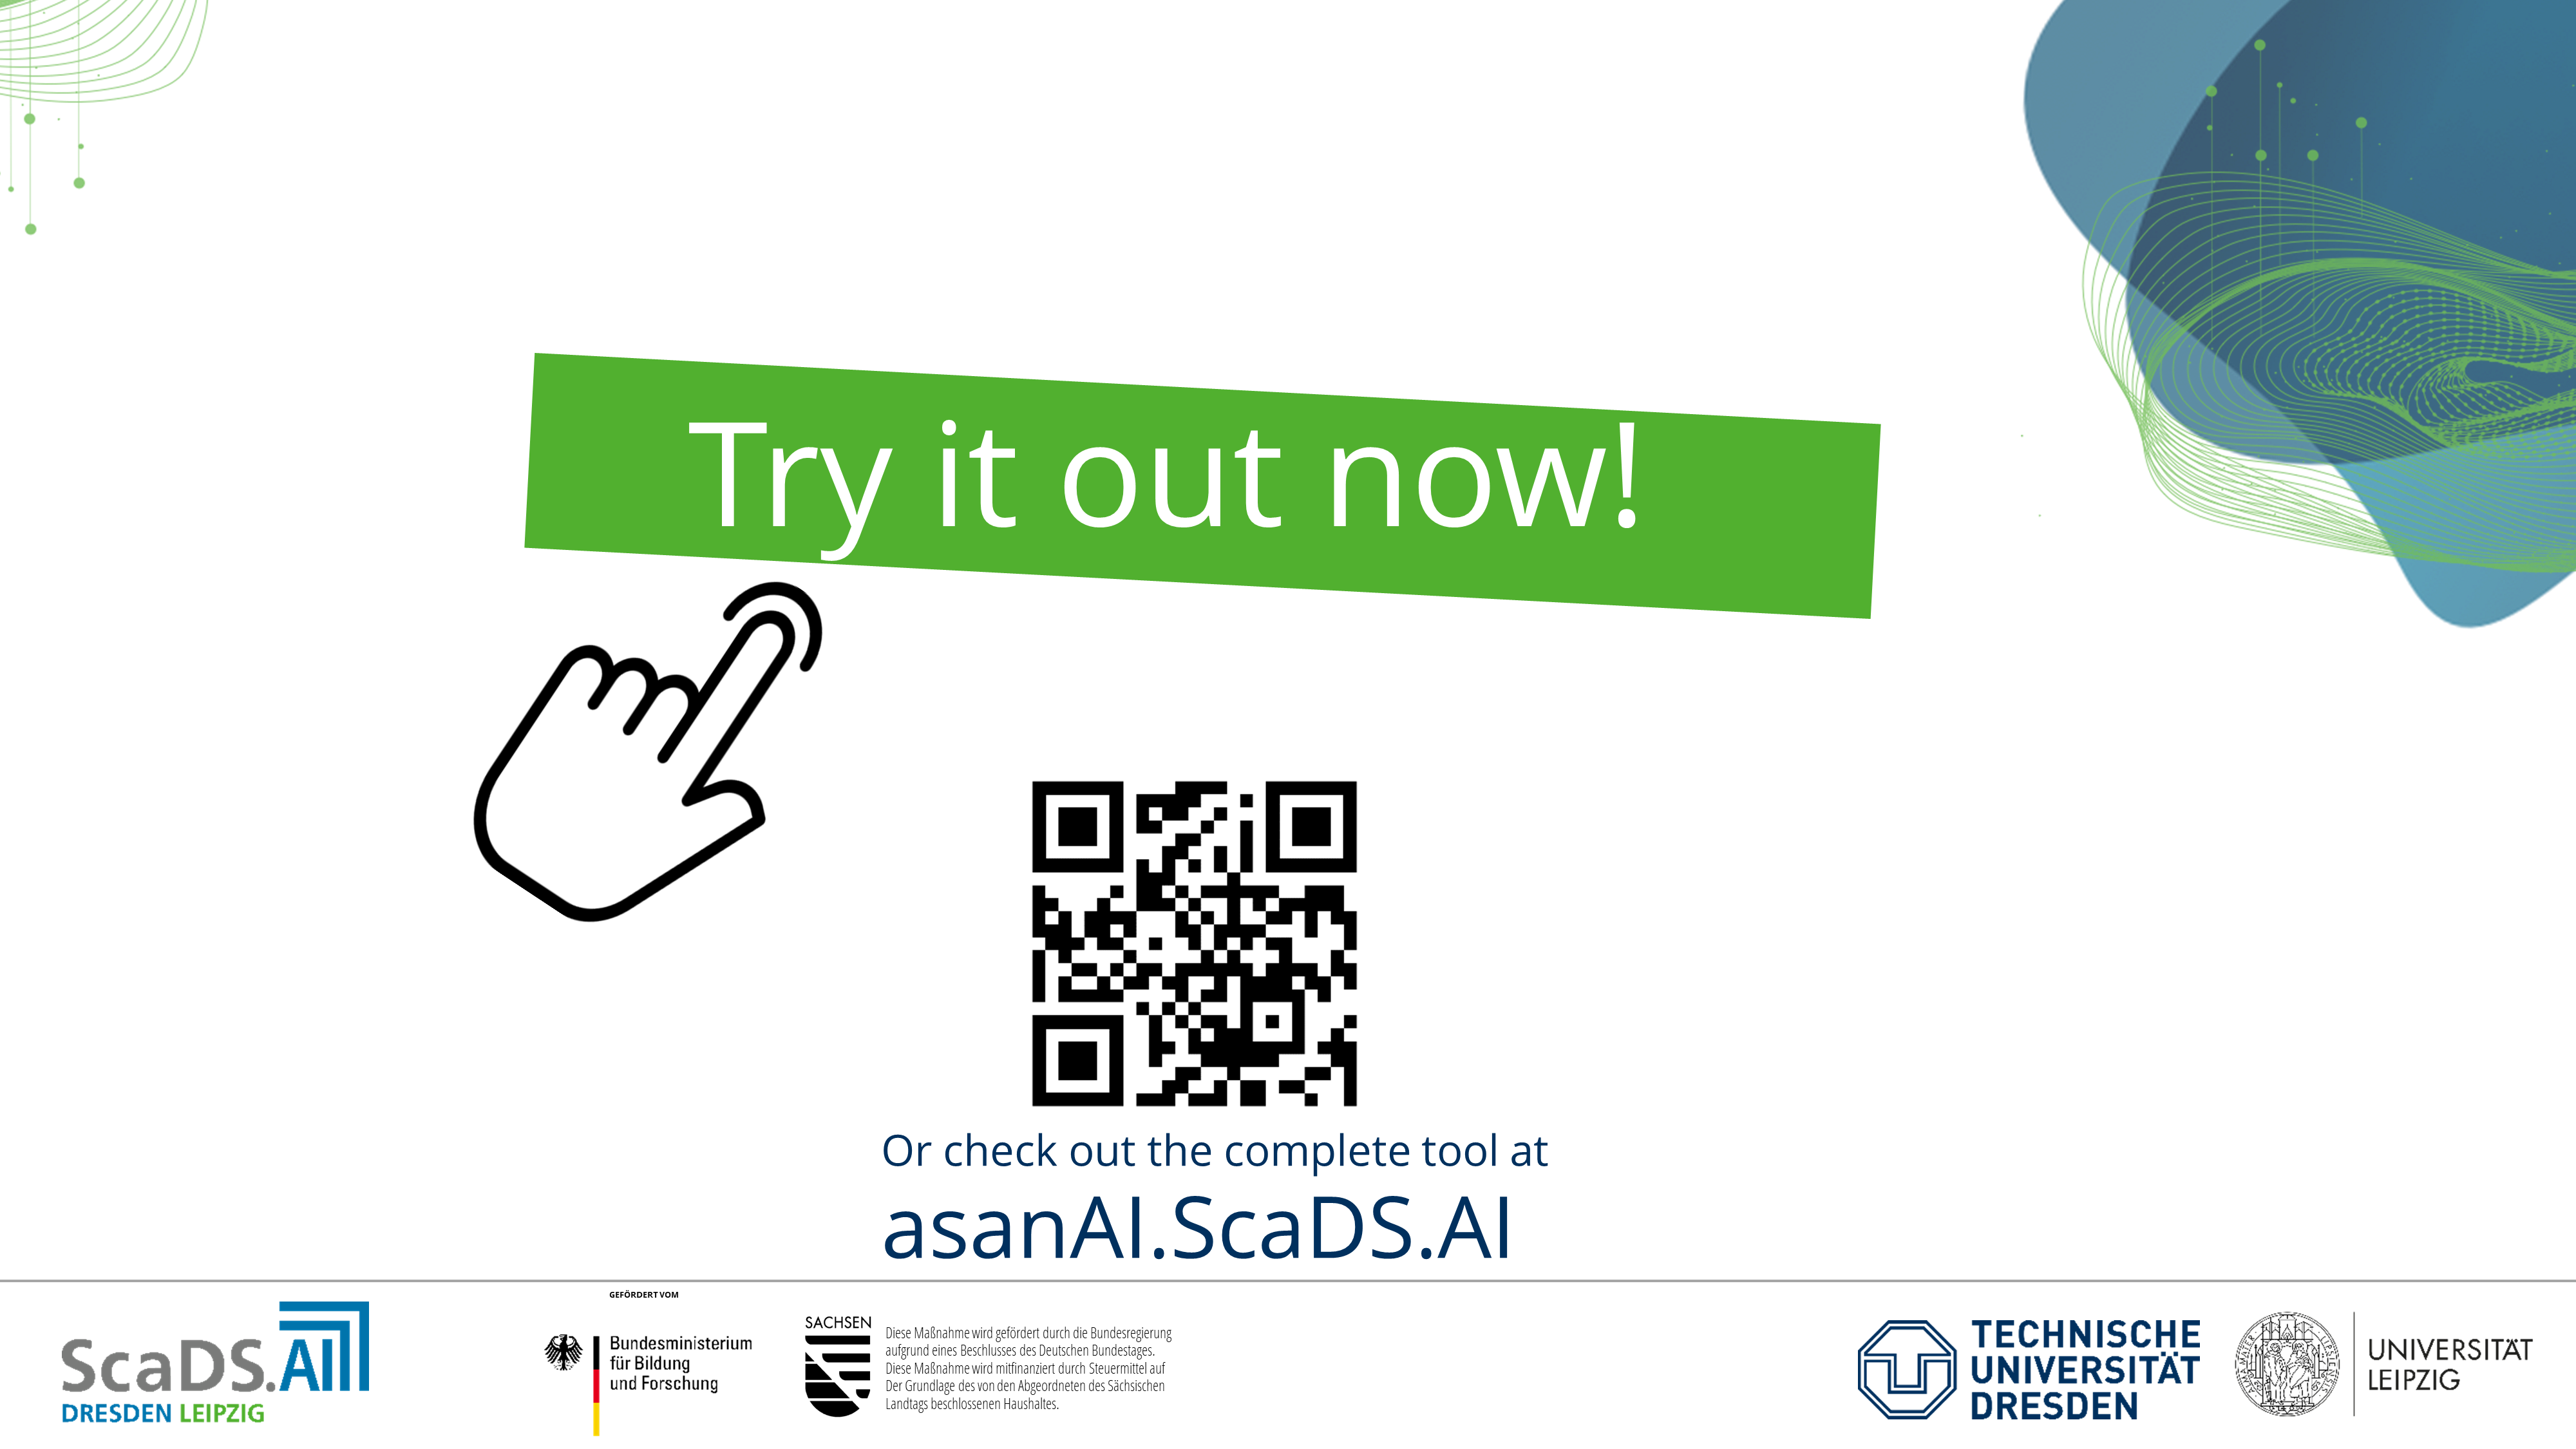 Try it out now!
Or check out the complete tool at
asanAI.ScaDS.AI
ScaDS.AI
DRESDEN LEIPZIG
GEFÖRDERT VOM
Bundesministerium
für Bildung
und Forschung
SACHSEN
Diese Maßnahme wird gefördert durch die Bundesregierung
aufgrund eines Beschlusses des Deutschen Bundestages.
Diese Maßnahme wird mitfinanziert durch Steuermittel auf
Der Grundlage des von den Abgeordneten des Sächsischen
Landtags beschlossenen Haushaltes.
TECHNISCHE
UNIVERSITÄT
DRESDEN
UNIVERSITÄT
LEIPZIG